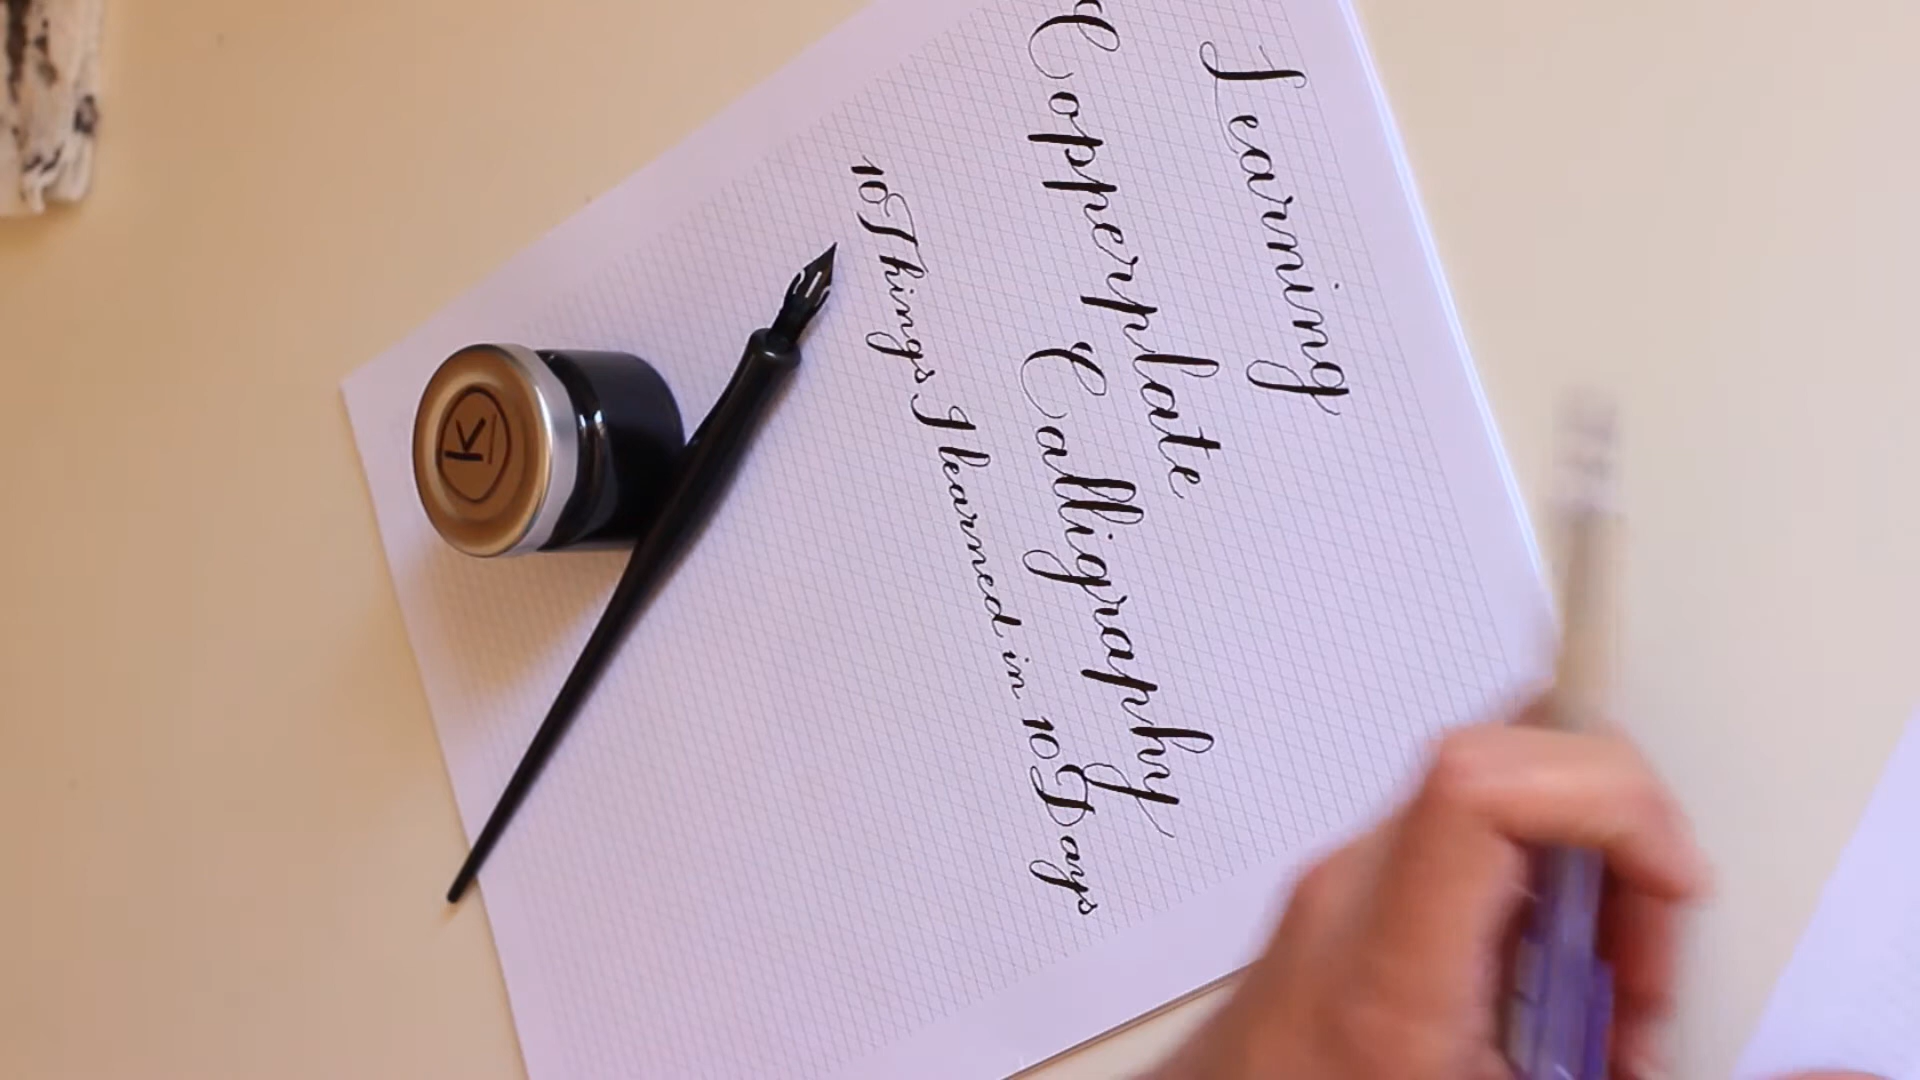 Learning
Copperplate
Calligraphy
10 Things I learned in 10 Days
K